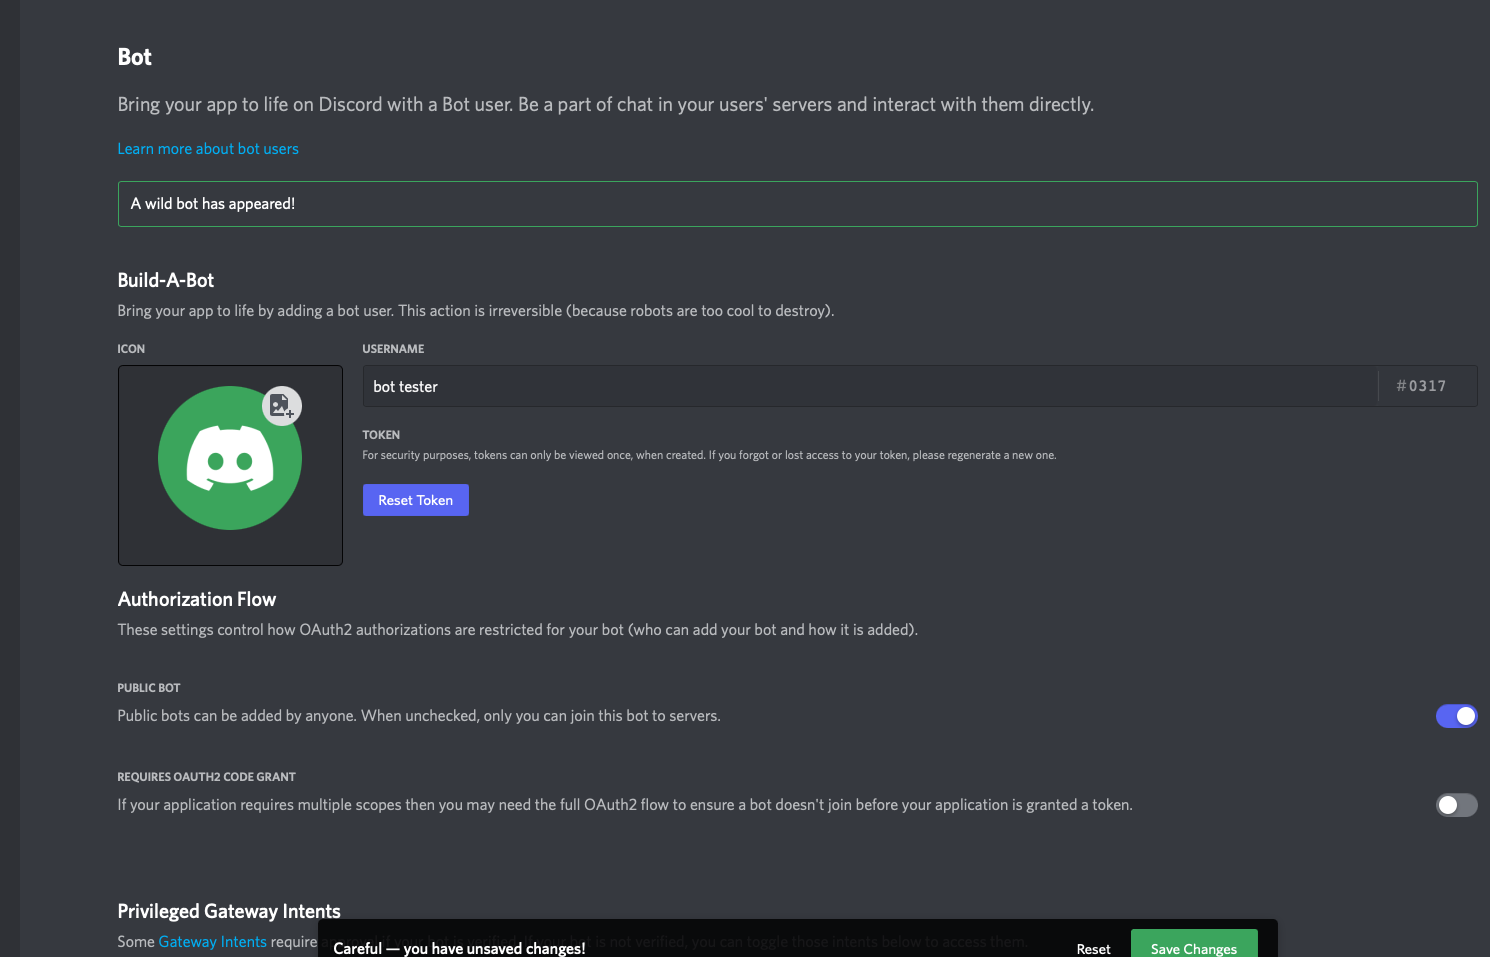 Bot
Bring your app to life on Discord with a Bot user. Be a part of chat in your users' servers and interact with them directly.
Learn more about bot users
A wild bot has appeared!
Build-A-Bot
Bring your app to life by adding a bot user. This action is irreversible (because robots are too cool to destroy).
ICON
USERNAME
bot tester
#0317
TOKEN
For security purposes, tokens can only be viewed once, when created. If you forgot or lost access to your token, please regenerate a new one.
Reset Token
Authorization Flow
These settings control how OAuth2 authorizations are restricted for your bot (who can add your bot and how it is added).
PUBLIC BOT
Public bots can be added by anyone. When unchecked, only you can join this bot to servers.
REQUIRES OAUTH2 CODE GRANT
If your application requires multiple scopes then you may need the full OAuth2 flow to ensure a bot doesn't join before your application is granted a token.
Privileged Gateway Intents
Some Gateway Intents require is not verified, you can toggle those intents below to access them.
Careful — you have unsaved changes!
Reset
Save Changes